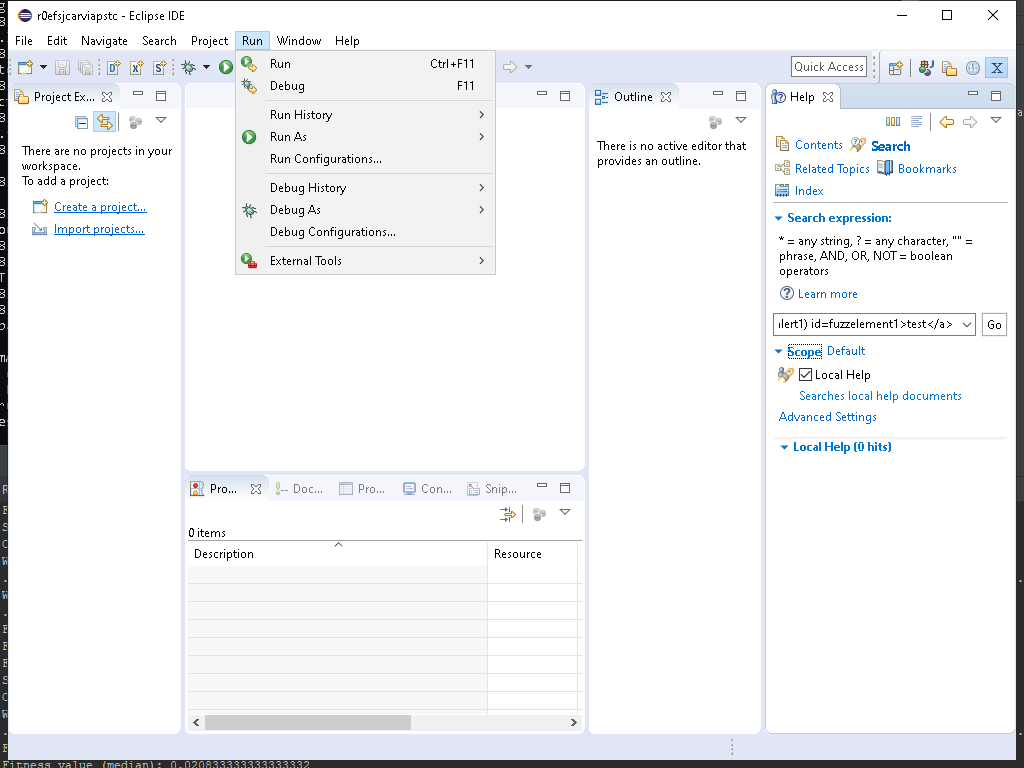 r0efsjcarviapstc - Eclipse IDE
File Edit Navigate Search Project Run Window Help
Quick Access
Run Ctrl+F11
Debug F11
Run History
Run As
Run Configurations...
Debug History
Debug As
Debug Configurations...
External Tools
Project Ex...
There are no projects in your
workspace.
To add a project:
Create a project...
Import projects...
Outline
There is no active editor that
provides an outline.
Help
Contents Search
Related Topics Bookmarks
Index
Search expression:
* = any string, ? = any character, "" =
phrase, AND, OR, NOT = boolean
operators
Learn more
lert1) id=fuzzelement1>test</a> Go
Scope Default
Local Help
Searches local help documents
Advanced Settings
Local Help (0 hits)
Pro... Doc... Pro... Con... Snip...
0 items
Description Resource
Fitness value (median): 0.020833333333333332